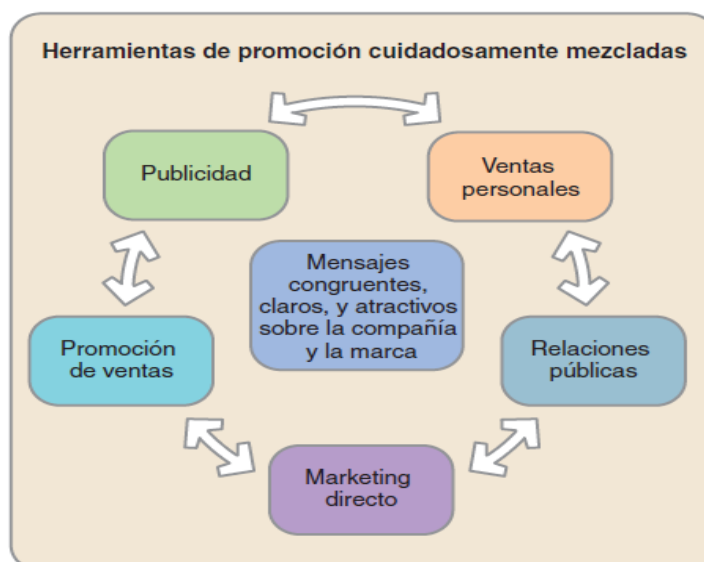 Herramientas de promoción cuidadosamente mezcladas
Publicidad
Ventas
personales
Mensajes
congruentes,
claros, y atractivos
sobre la compañía
y la marca
Promoción
de ventas
Relaciones
públicas
Marketing
directo